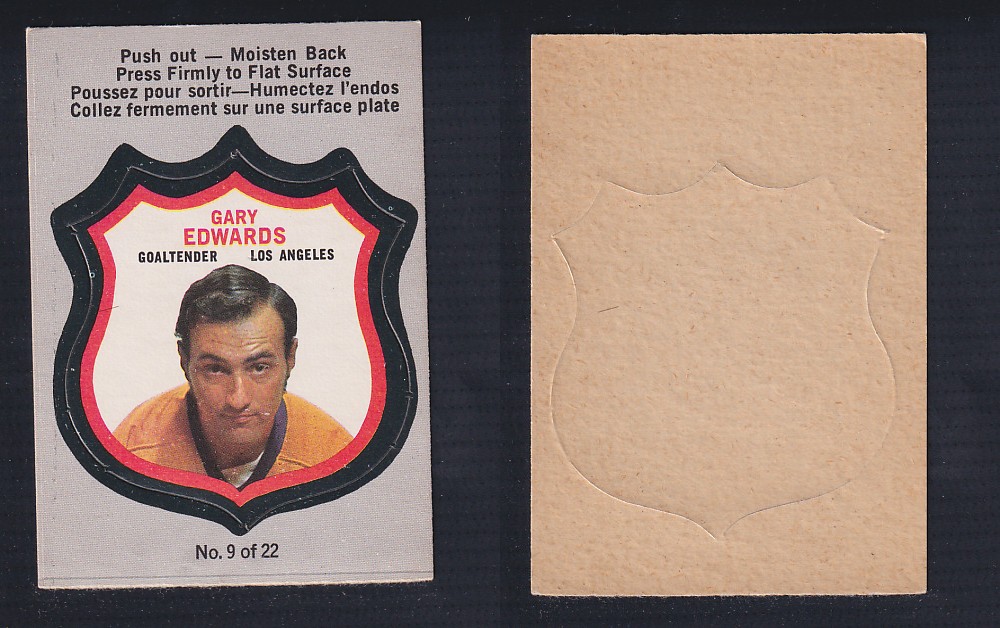 Push out — Moisten Back
Press Firmly to Flat Surface
Poussez pour sortir—Humectez l'endos
Collez fermement sur une surface plate
GARY
EDWARDS
GOALTENDER LOS ANGELES
No. 9 of 22